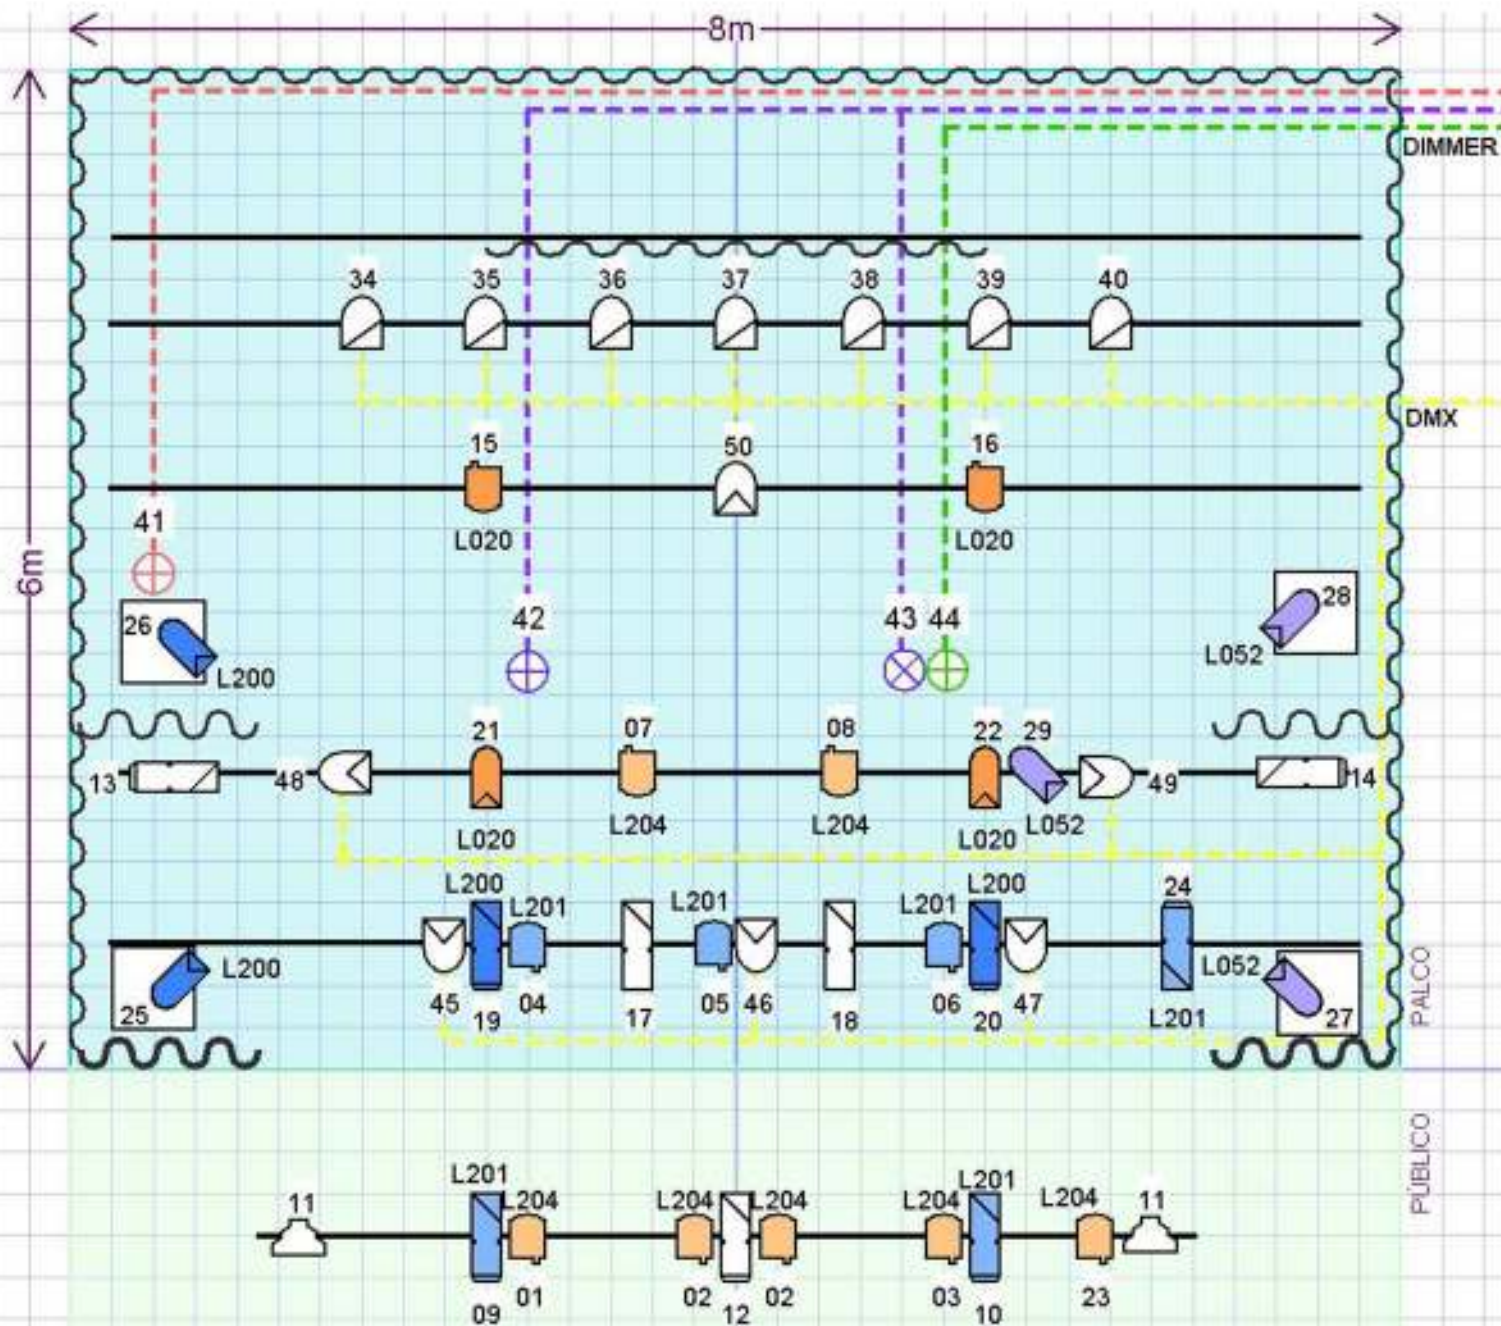 8m
6m
DIMMER
34 35 36 37 38 39 40
DMX
15 50 16
L020 L020
41
26 L200
42 43 44
28
L052
21 07 08 22 29
13 48 49 14
L020 L204 L204 L020 L052
L200 L201 L201 L201 L200 24
L200 L052
25 45 19 04 17 05 46 18 06 20 47 L201 27
PALCO
PÚBLICO
11 L201 L204 L204 L204 L204 L201 L204 11
09 01 02 12 02 03 10 23